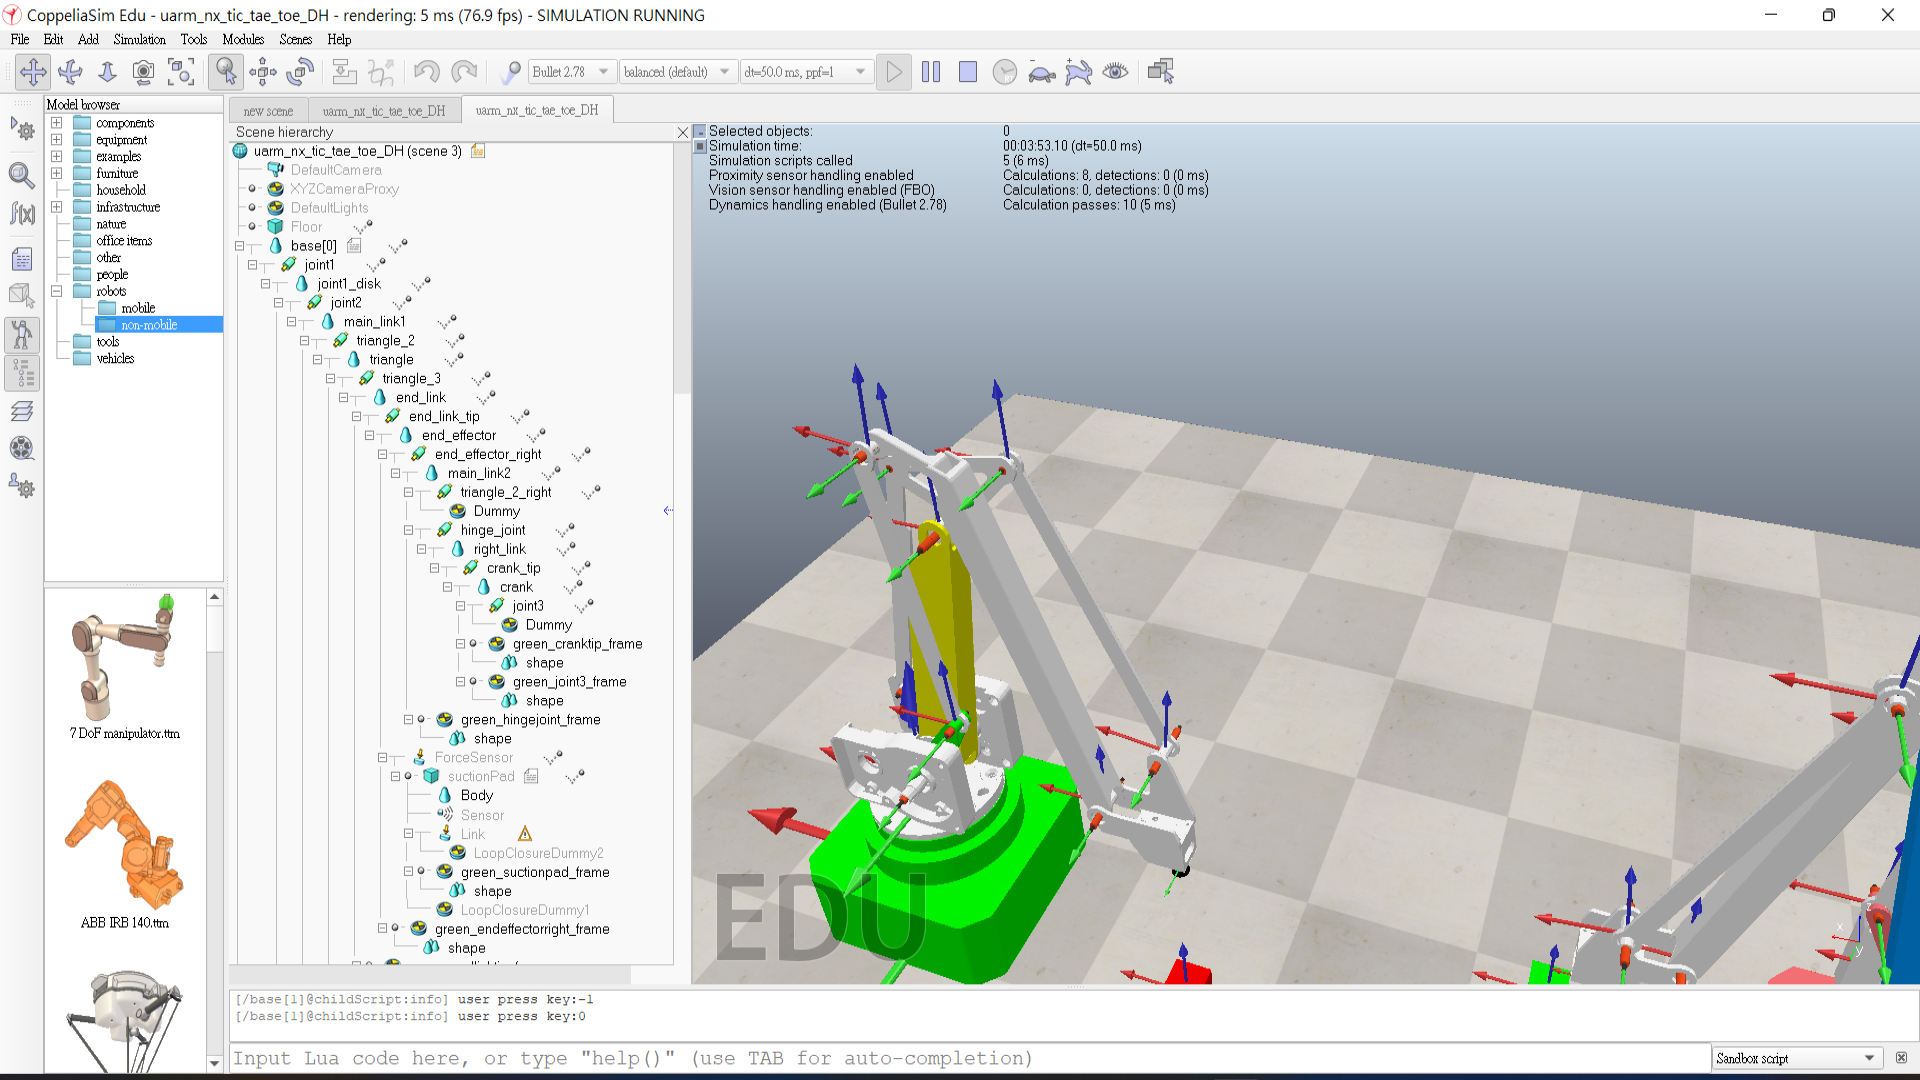 CoppeliaSim Edu - uarm_nx_tic_tae_toe_DH - rendering: 5 ms (76.9 fps) - SIMULATION RUNNING
File Edit Add Simulation Tools Modules Scenes Help
Bullet 2.78 balanced (default) dt=50.0 ms, ppf=1
f(x)
Model browser
components
equipment
examples
furniture
household
infrastructure
nature
office items
other
people
robots
mobile
non-mobile
tools
vehicles
7 DoF manipulator.ttm
ABB IRB 140.ttm
new scene uarm_nx_tic_tae_toe_DH uarm_nx_tic_tae_toe_DH
Scene hierarchy
uarm_nx_tic_tae_toe_DH (scene 3)
DefaultCamera
XYZCameraProxy
DefaultLights
Floor
base[0]
joint1
joint1_disk
joint2
main_link1
triangle_2
triangle
triangle_3
end_link
end_link_tip
end_effector
end_effector_right
main_link2
triangle_2_right
Dummy
hinge_joint
right_link
crank_tip
crank
joint3
Dummy
green_cranktip_frame
shape
green_joint3_frame
shape
green_hingejoint_frame
shape
ForceSensor
suctionPad
Body
Sensor
Link
LoopClosureDummy2
green_suctionpad_frame
shape
LoopClosureDummy1
green_endeffectorright_frame
shape
Selected objects: 0
Simulation time: 00:03:53.10 (dt=50.0 ms)
Simulation scripts called 5 (6 ms)
Proximity sensor handling enabled Calculations: 8, detections: 0 (0 ms)
Vision sensor handling enabled (FBO) Calculations: 0, detections: 0 (0 ms)
Dynamics handling enabled (Bullet 2.78) Calculation passes: 10 (5 ms)
EDU
x
y
z
[/base[1]@childScript:info] user press key:-1
[/base[1]@childScript:info] user press key:0
Input Lua code here, or type "help()" (use TAB for auto-completion)
Sandbox script